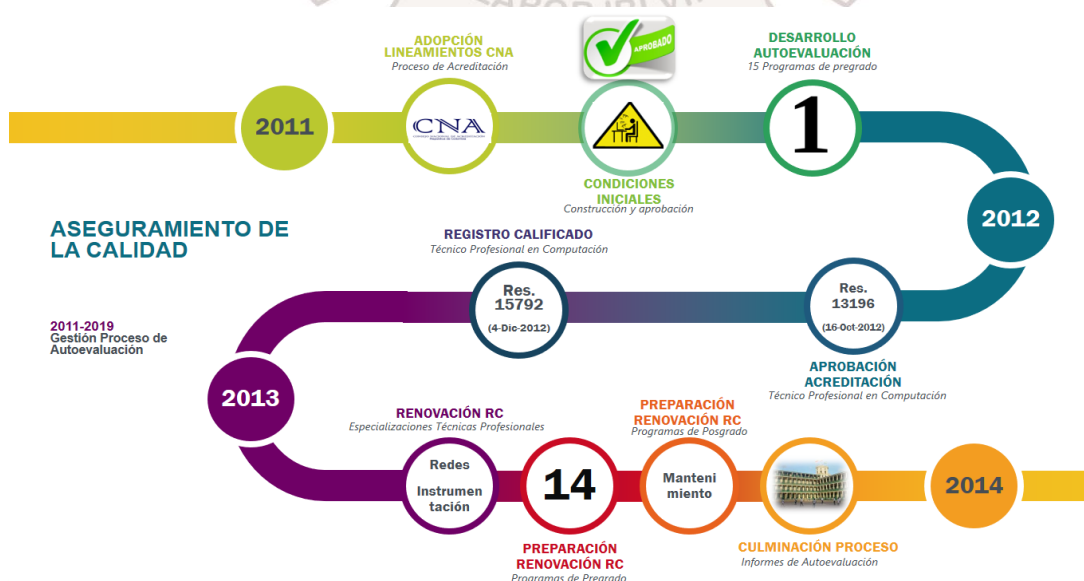 LABOR
ADOPCIÓN
LINEAMIENTOS CNA
Proceso de Acreditación
APROBADO
DESARROLLO
AUTOEVALUACIÓN
15 Programas de pregrado
2011
CNA
1
CONDICIONES
INICIALES
Construcción y aprobación
2012
ASEGURAMIENTO DE
LA CALIDAD
REGISTRO CALIFICADO
Técnico Profesional en Computación
Res.
15792
(4-Dic-2012)
Res.
13196
(16-Oct-2012)
2011-2019
Gestión Proceso de
Autoevaluación
APROBACIÓN
ACREDITACIÓN
Técnico Profesional en Computación
2013
RENOVACIÓN RC
Especializaciones Técnicas Profesionales
PREPARACIÓN
RENOVACIÓN RC
Programas de Posgrado
Redes
Instrumen
tación
14
Manteni
miento
2014
PREPARACIÓN
RENOVACIÓN RC
Programas de Pregrado
CULMINACIÓN PROCESO
Informes de Autoevaluación